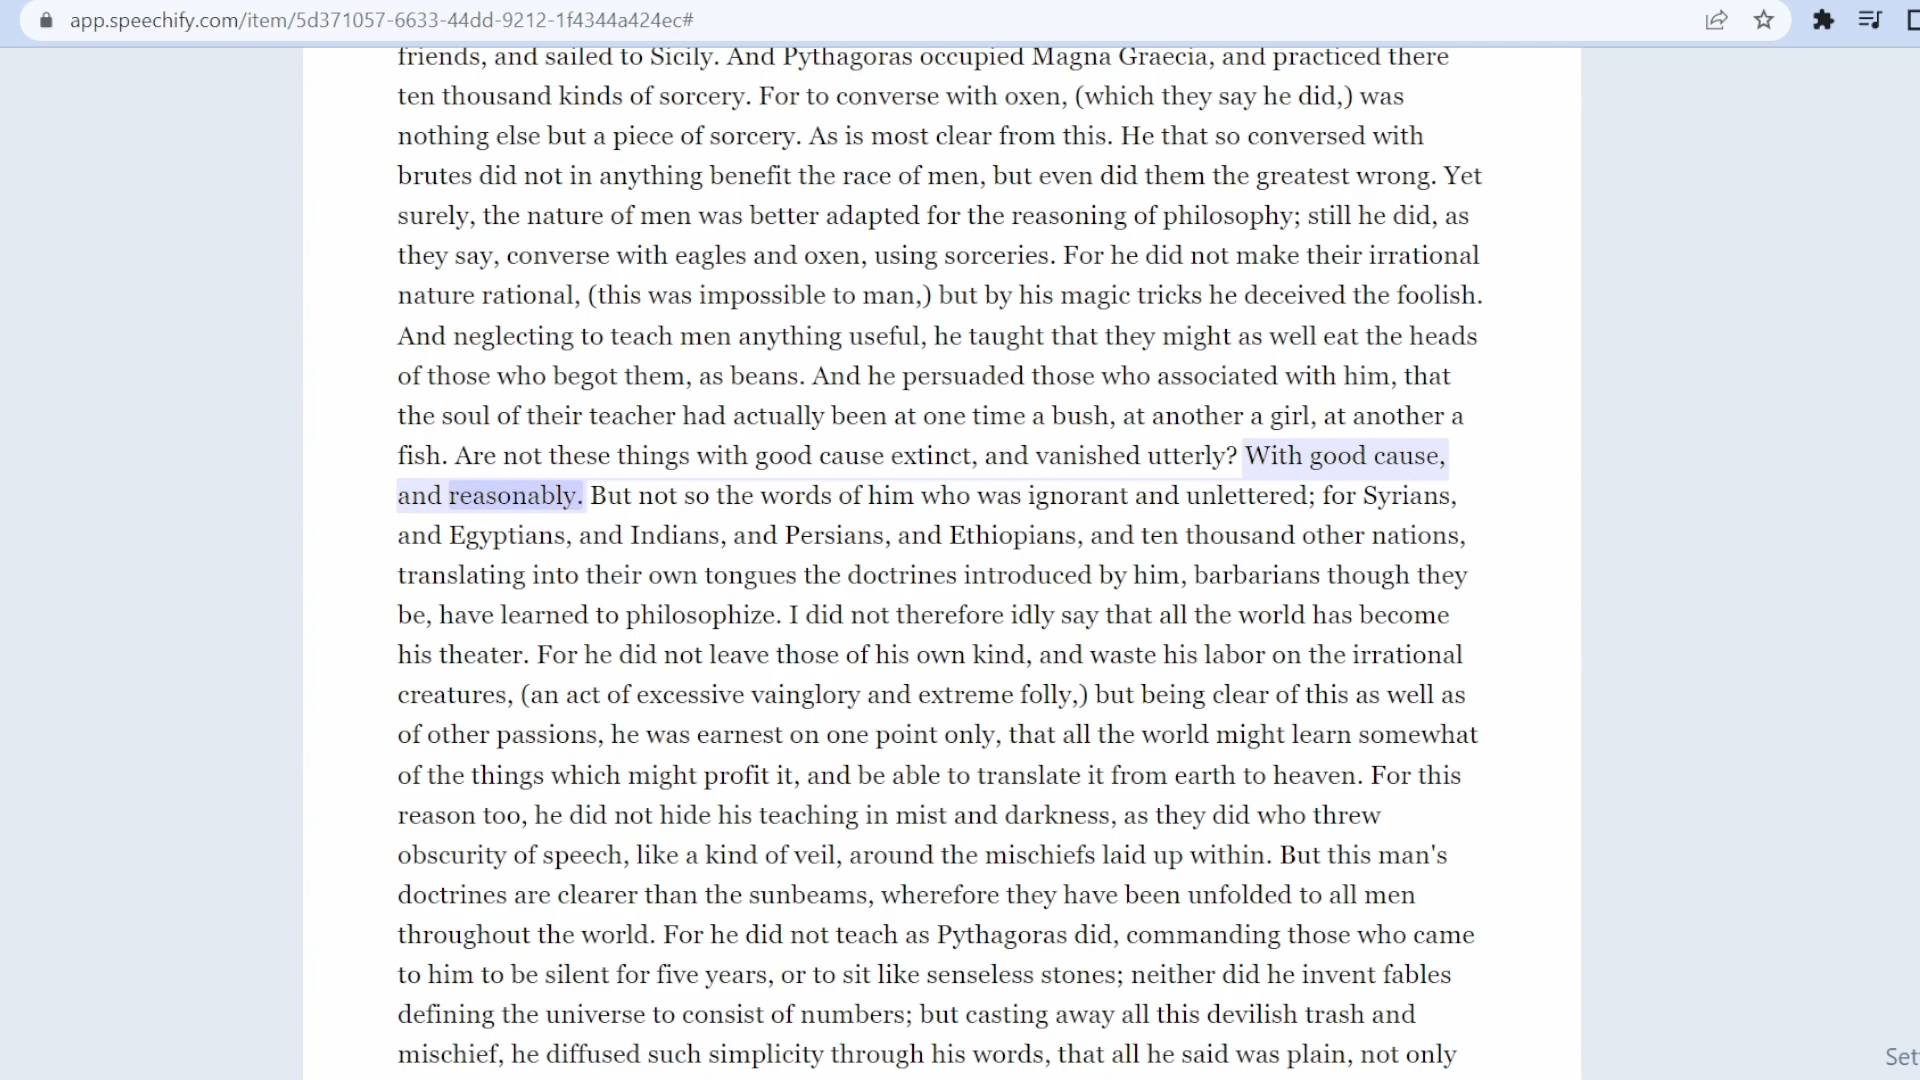 app.speechify.com/item/5d371057-6633-44dd-9212-1f4344a424ec#
friends, and sailed to Sicily. And Pythagoras occupied Magna Graecia, and practiced there
ten thousand kinds of sorcery. For to converse with oxen, (which they say he did,) was
nothing else but a piece of sorcery. As is most clear from this. He that so conversed with
brutes did not in anything benefit the race of men, but even did them the greatest wrong. Yet
surely, the nature of men was better adapted for the reasoning of philosophy; still he did, as
they say, converse with eagles and oxen, using sorceries. For he did not make their irrational
nature rational, (this was impossible to man,) but by his magic tricks he deceived the foolish.
And neglecting to teach men anything useful, he taught that they might as well eat the heads
of those who begot them, as beans. And he persuaded those who associated with him, that
the soul of their teacher had actually been at one time a bush, at another a girl, at another a
fish. Are not these things with good cause extinct, and vanished utterly? With good cause,
and reasonably. But not so the words of him who was ignorant and unlettered; for Syrians,
and Egyptians, and Indians, and Persians, and Ethiopians, and ten thousand other nations,
translating into their own tongues the doctrines introduced by him, barbarians though they
be, have learned to philosophize. I did not therefore idly say that all the world has become
his theater. For he did not leave those of his own kind, and waste his labor on the irrational
creatures, (an act of excessive vainglory and extreme folly,) but being clear of this as well as
of other passions, he was earnest on one point only, that all the world might learn somewhat
of the things which might profit it, and be able to translate it from earth to heaven. For this
reason too, he did not hide his teaching in mist and darkness, as they did who threw
obscurity of speech, like a kind of veil, around the mischiefs laid up within. But this man's
doctrines are clearer than the sunbeams, wherefore they have been unfolded to all men
throughout the world. For he did not teach as Pythagoras did, commanding those who came
to him to be silent for five years, or to sit like senseless stones; neither did he invent fables
defining the universe to consist of numbers; but casting away all this devilish trash and
mischief, he diffused such simplicity through his words, that all he said was plain, not only